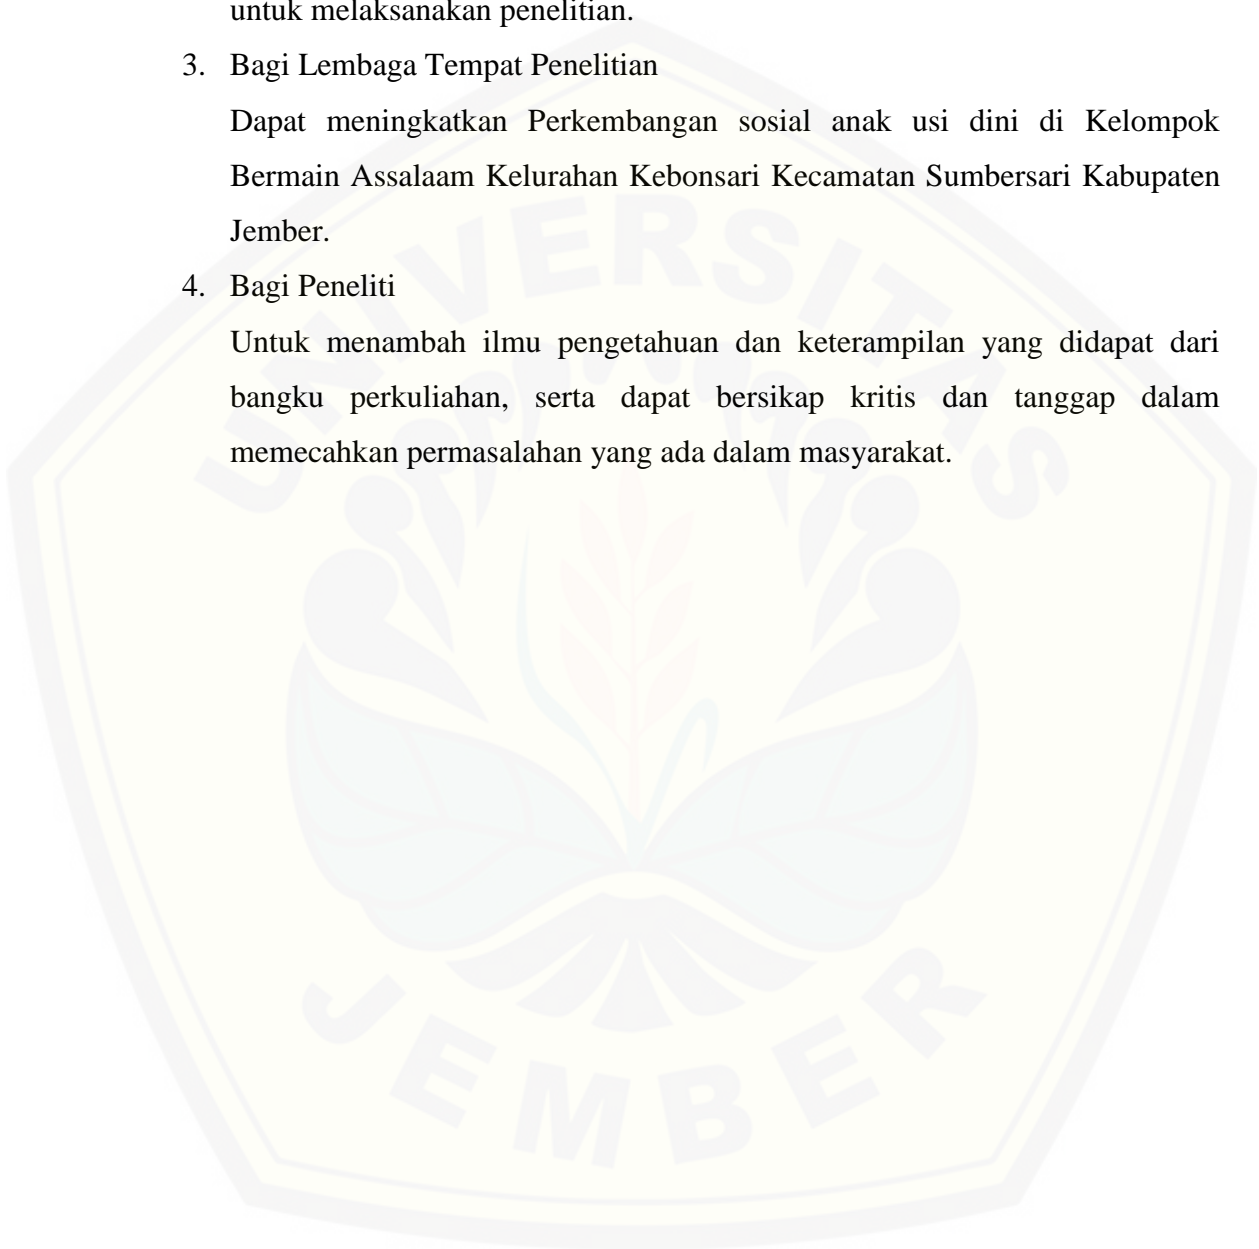 untuk melaksanakan penelitian.
3. Bagi Lembaga Tempat Penelitian
Dapat meningkatkan Perkembangan sosial anak usi dini di Kelompok
Bermain Assalaam Kelurahan Kebonsari Kecamatan Sumbersari Kabupaten
Jember.
4. Bagi Peneliti
Untuk menambah ilmu pengetahuan dan keterampilan yang didapat dari
bangku perkuliahan, serta dapat bersikap kritis dan tanggap dalam
memecahkan permasalahan yang ada dalam masyarakat.
UNIVERSITAS
JEMBER